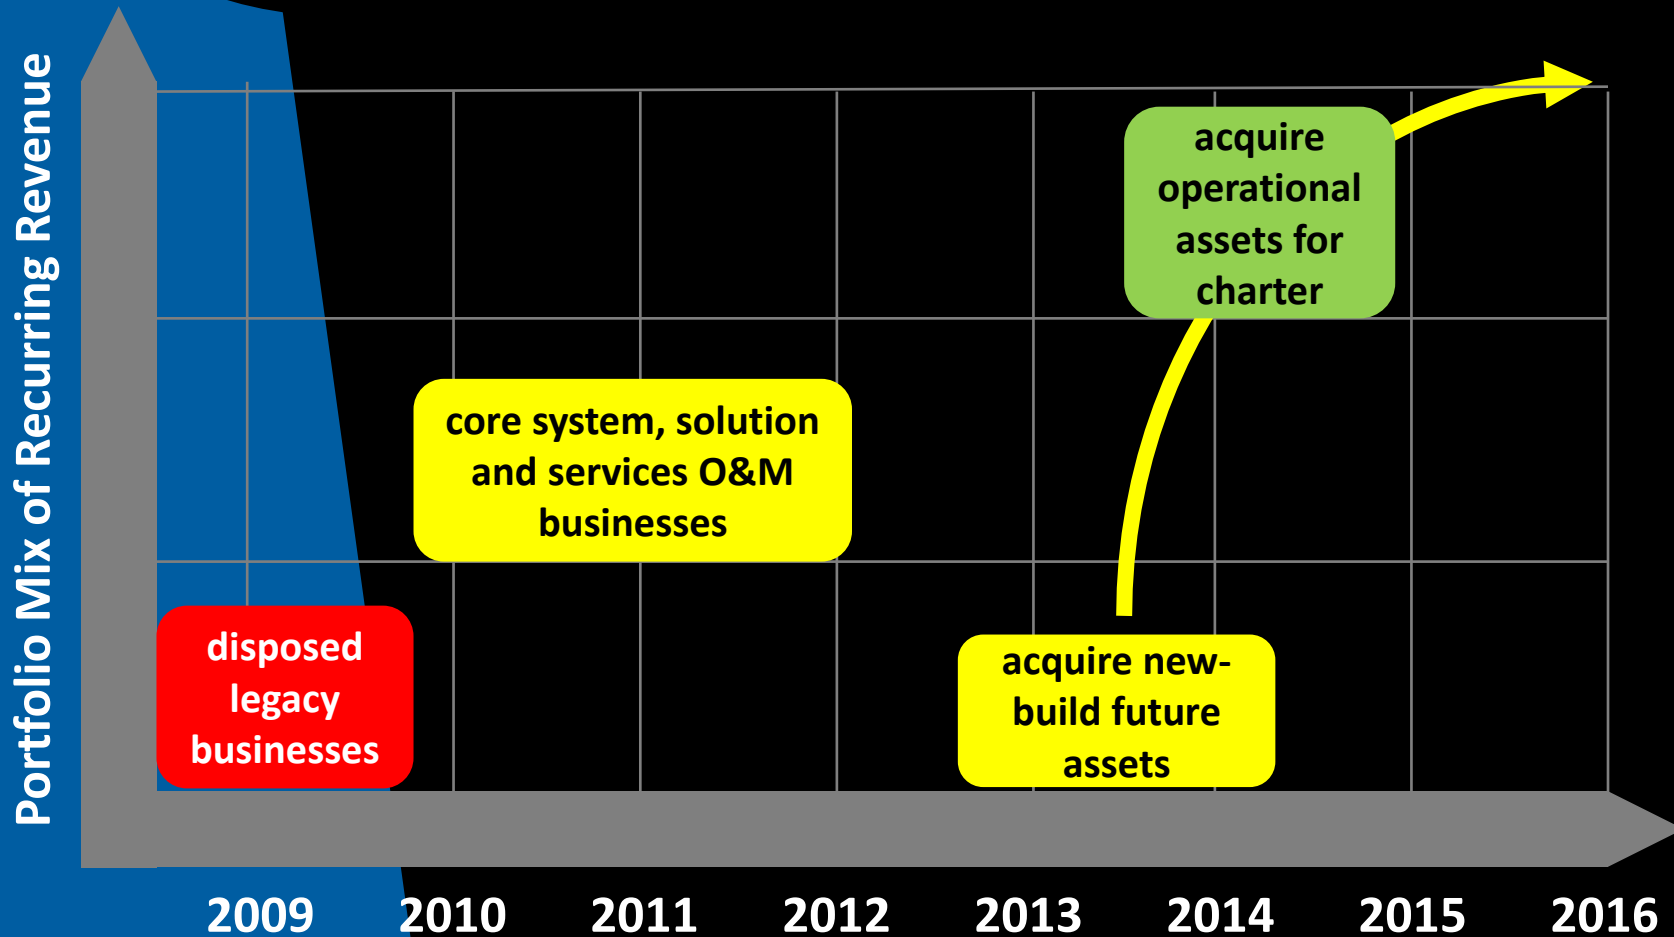 Portfolio Mix of Recurring Revenue
acquire
operational
assets for
charter
core system, solution
and services O&M
businesses
disposed
legacy
businesses
acquire new-
build future
assets
2009 2010 2011 2012 2013 2014 2015 2016